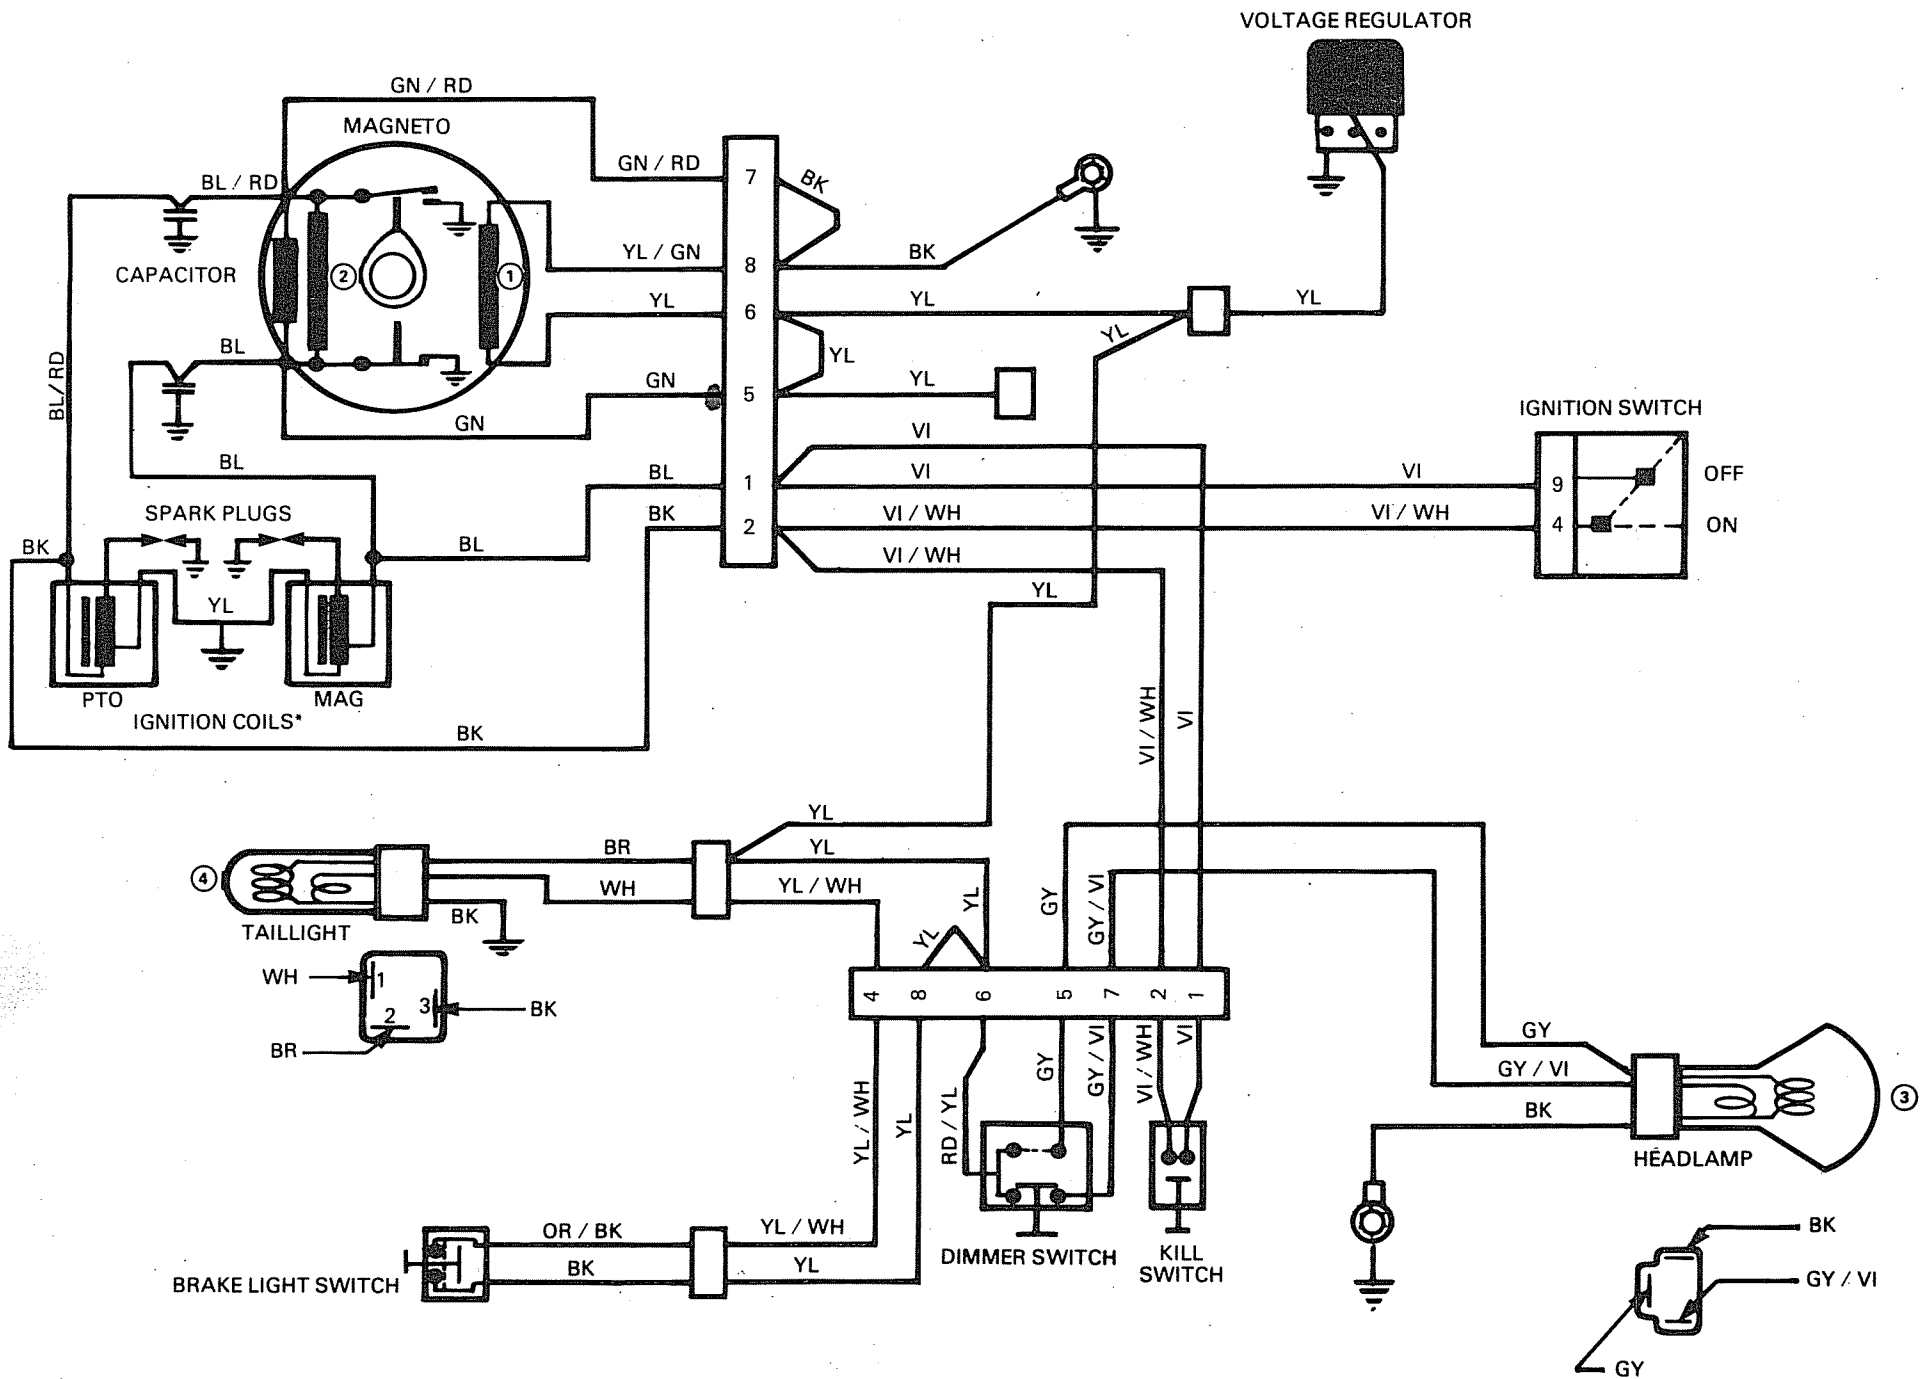 VOLTAGE REGULATOR
GN / RD
MAGNETO
GN / RD
7
BK
BL / RD
YL / GN
8
BK
CAPACITOR
2
1
YL
6
YL
YL
YL
BL
YL
BL/RD
GN
5
YL
GN
IGNITION SWITCH
VI
BL
BL
1
VI
VI
9
OFF
SPARK PLUGS
BK
2
VI / WH
VI / WH
4
ON
BK
BL
VI / WH
YL
YL
PTO
MAG
IGNITION COILS*
BK
VI / WH
VI
YL
BR
YL
4
WH
YL / WH
BK
TAILLIGHT
YL
YL
GY
GY / VI
WH
1
2
3
BK
BR
4
8
6
5
7
2
1
YL / WH
YL
RD / YL
GY
GY / VI
VI / WH
VI
GY
GY / VI
BK
3
HEADLAMP
OR / BK
YL / WH
BK
YL
BRAKE LIGHT SWITCH
DIMMER SWITCH
KILL
SWITCH
BK
GY / VI
GY